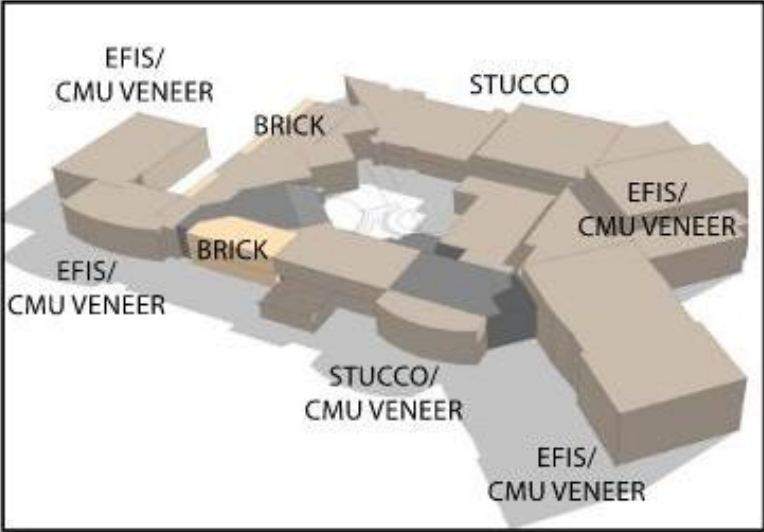 EFIS/
CMU VENEER
STUCCO
BRICK
EFIS/
CMU VENEER
BRICK
EFIS/
CMU VENEER
STUCCO/
CMU VENEER
EFIS/
CMU VENEER